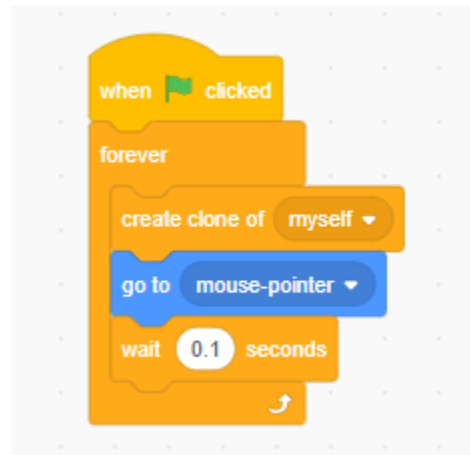 when clicked
forever
create clone of myself
go to mouse-pointer
wait 0.1 seconds